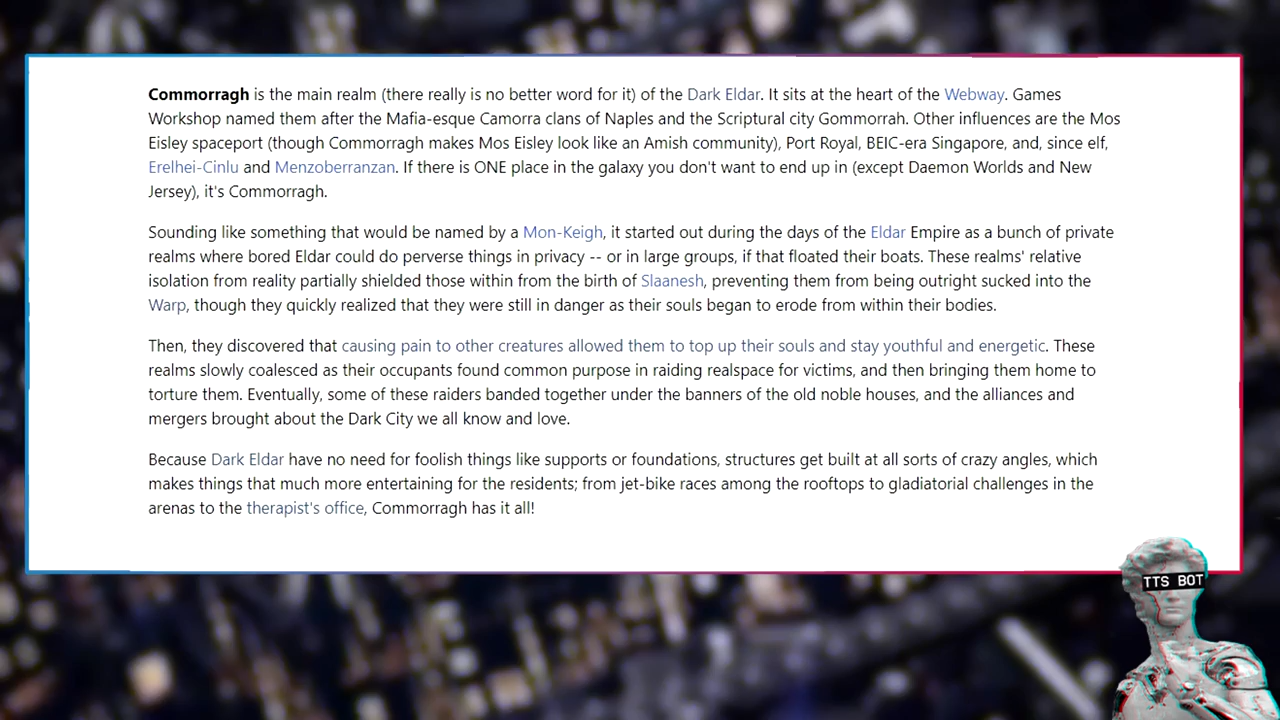 Commorragh is the main realm (there really is no better word for it) of the Dark Eldar. It sits at the heart of the Webway. Games
Workshop named them after the Mafia-esque Camorra clans of Naples and the Scriptural city Gommorrah. Other influences are the Mos
Eisley spaceport (though Commorragh makes Mos Eisley look like an Amish community), Port Royal, BEIC-era Singapore, and, since elf,
Erelhei-Cinlu and Menzoberranzan. If there is ONE place in the galaxy you don't want to end up in (except Daemon Worlds and New
Jersey), it's Commorragh.
Sounding like something that would be named by a Mon-Keigh, it started out during the days of the Eldar Empire as a bunch of private
realms where bored Eldar could do perverse things in privacy -- or in large groups, if that floated their boats. These realms' relative
isolation from reality partially shielded those within from the birth of Slaanesh, preventing them from being outright sucked into the
Warp, though they quickly realized that they were still in danger as their souls began to erode from within their bodies.
Then, they discovered that causing pain to other creatures allowed them to top up their souls and stay youthful and energetic. These
realms slowly coalesced as their occupants found common purpose in raiding realspace for victims, and then bringing them home to
torture them. Eventually, some of these raiders banded together under the banners of the old noble houses, and the alliances and
mergers brought about the Dark City we all know and love.
Because Dark Eldar have no need for foolish things like supports or foundations, structures get built at all sorts of crazy angles, which
makes things that much more entertaining for the residents; from jet-bike races among the rooftops to gladiatorial challenges in the
arenas to the therapist's office, Commorragh has it all!
TTS BOT